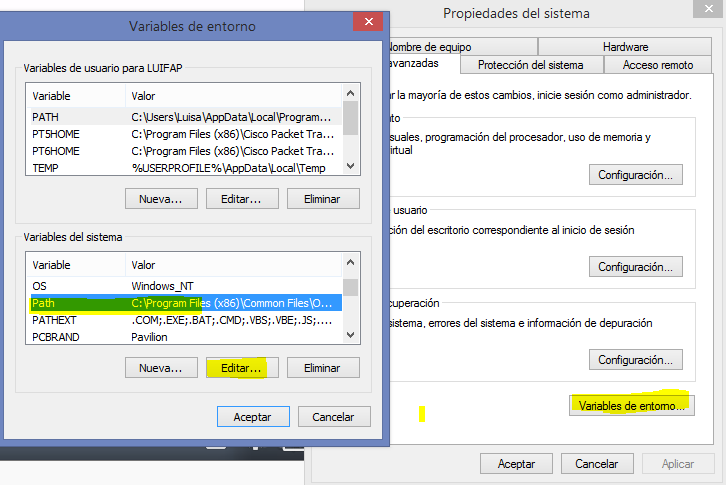 Variables de entorno
Variables de usuario para LUIFAP
Variable Valor
PATH C:\Users\Luisa\AppData\Local\Program...
PT5HOME C:\Program Files (x86)\Cisco Packet Tra...
PT6HOME C:\Program Files (x86)\Cisco Packet Tra...
TEMP %USERPROFILE%\AppData\Local\Temp
Nueva... Editar... Eliminar
Variables del sistema
Variable Valor
OS Windows_NT
Path C:\Program Files (x86)\Common Files\O...
PATHEXT .COM;.EXE;.BAT;.CMD;.VBS;.VBE;.JS;...
PCBRAND Pavilion
Nueva... Editar... Eliminar
Aceptar Cancelar
Propiedades del sistema
Nombre de equipo Hardware
avanzadas Protección del sistema Acceso remoto
ar la mayoría de estos cambios, inicie sesión como administrador.
nto
suales, programación del procesador, uso de memoria y
virtual
Configuración...
usuario
ción del escritorio correspondiente al inicio de sesión
Configuración...
cuperación
sistema, errores del sistema e información de depuración
Configuración...
Variables de entorno...
Aceptar Cancelar Aplicar